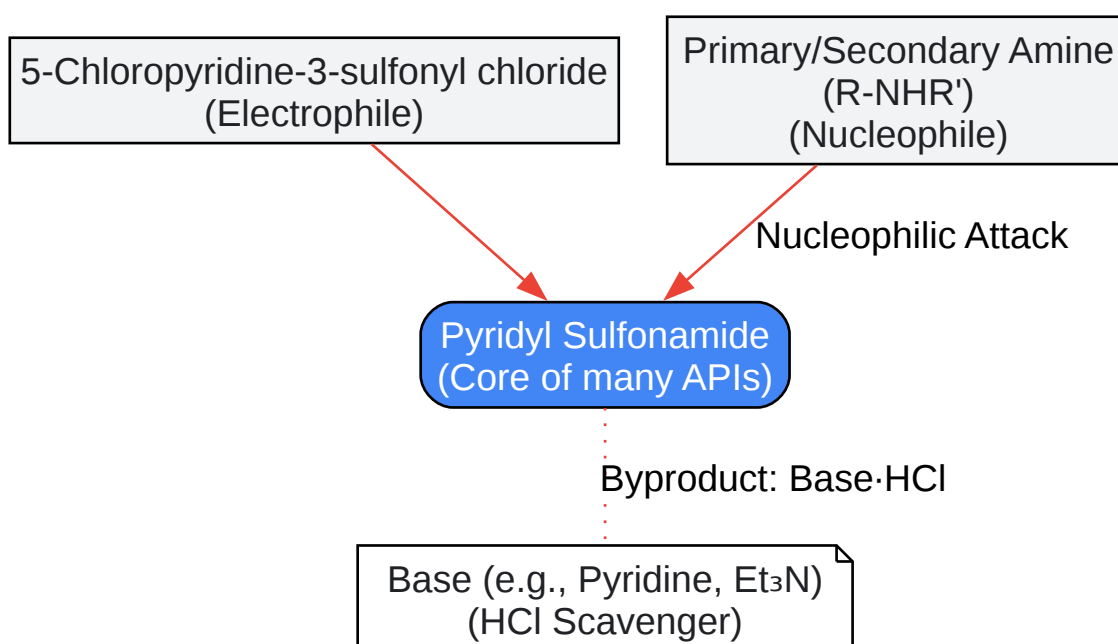 5-Chloropyridine-3-sulfonyl chloride
(Electrophile)
Primary/Secondary Amine
(R-NHR')
(Nucleophile)
Nucleophilic Attack
Pyridyl Sulfonamide
(Core of many APIs)
Byproduct: Base·HCl
Base (e.g., Pyridine, Et₃N)
(HCl Scavenger)